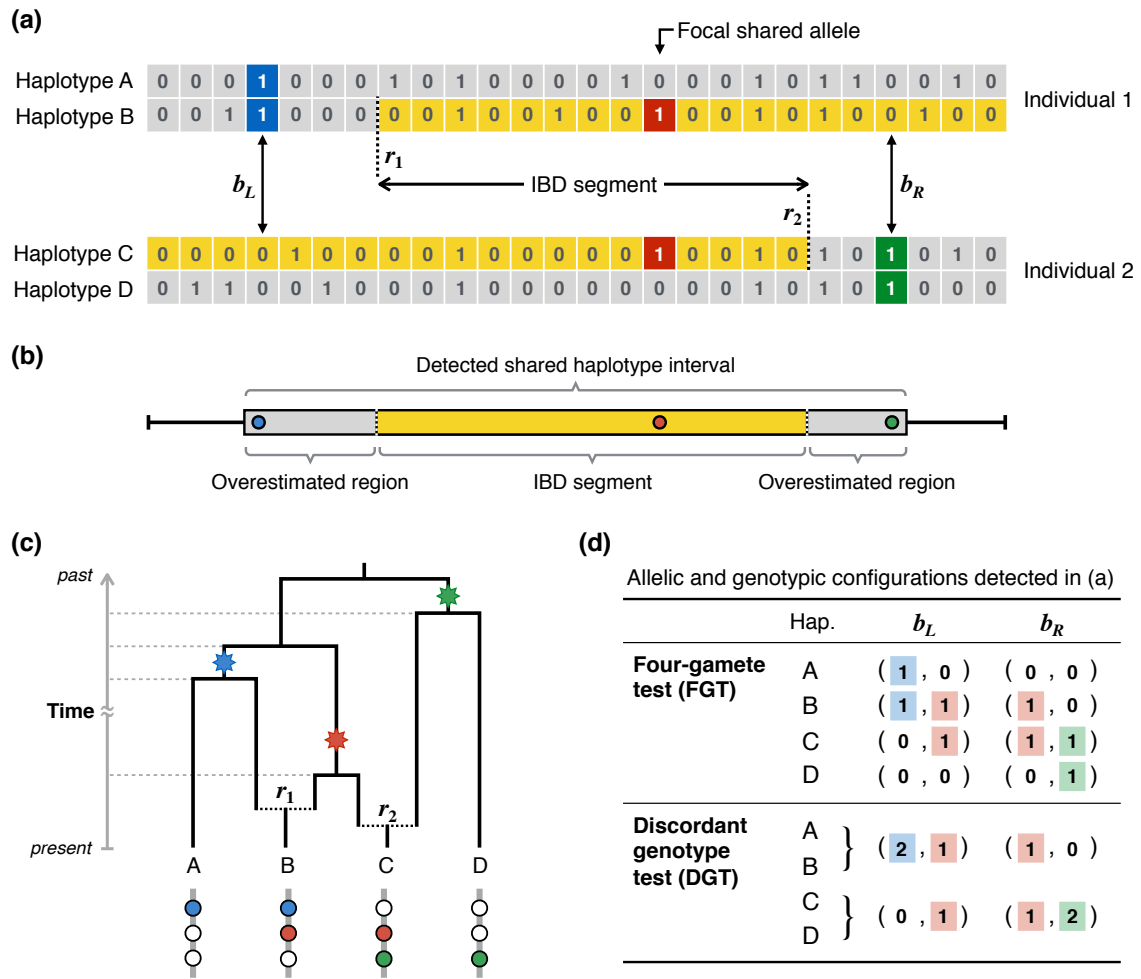 (a)
Focal shared allele
Haplotype A 0 0 0 1 0 0 0 1 0 1 0 0 0 0 1 0 0 0 1 0 1 1 0 0 1 0
Individual 1
Haplotype B 0 0 1 1 0 0 0 0 0 1 0 0 1 0 0 1 0 0 1 0 1 0 0 1 0 0
r1
bL
IBD segment
bR
r2
Haplotype C 0 0 0 0 1 0 0 0 0 1 0 0 0 0 0 1 0 0 1 0 1 0 1 0 1 0
Individual 2
Haplotype D 0 1 1 0 0 1 0 0 0 1 0 0 0 0 0 0 0 0 1 0 1 0 1 0 0 0
(b)
Detected shared haplotype interval
Overestimated region IBD segment Overestimated region
(c)
past
Time
r1
r2
present
A B C D
(d)
Allelic and genotypic configurations detected in (a)
Hap. bL bR
Four-gamete
test (FGT)
A ( 1 , 0 ) ( 0 , 0 )
B ( 1 , 1 ) ( 1 , 0 )
C ( 0 , 1 ) ( 1 , 1 )
D ( 0 , 0 ) ( 0 , 1 )
Discordant
genotype
test (DGT)
A
B
} ( 2 , 1 ) ( 1 , 0 )
C
D
} ( 0 , 1 ) ( 1 , 2 )